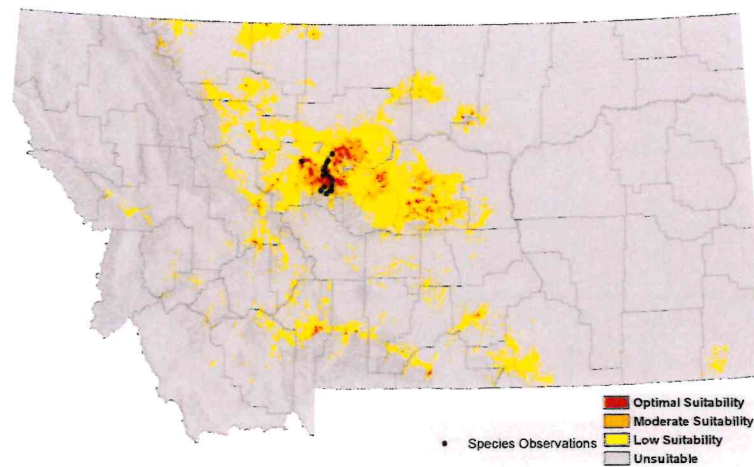 Optimal Suitability
Moderate Suitability
• Species Observations Low Suitability
Unsuitable